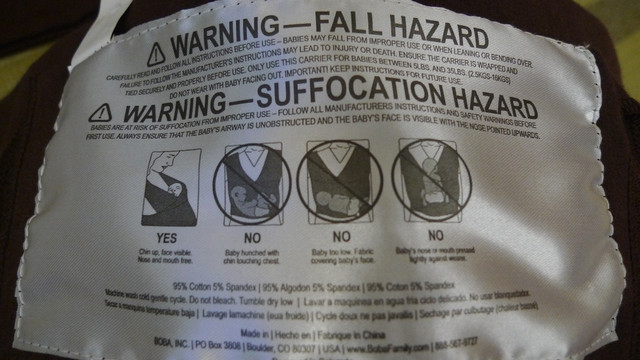 WARNING—FALL HAZARD
CAREFULLY READ AND FOLLOW ALL INSTRUCTIONS BEFORE USE – BABIES MAY FALL FROM IMPROPER USE OR WHEN LEANING OR BENDING OVER.
FAILURE TO FOLLOW THE MANUFACTURER'S INSTRUCTIONS MAY LEAD TO INJURY OR DEATH. ENSURE THE CARRIER IS WRAPPED AND
TIED SECURELY AND PROPERLY BEFORE USE. ONLY USE THIS CARRIER FOR BABIES BETWEEN 5LBS. AND 35LBS. (2.5KGS-16KGS)
DO NOT WEAR WITH BABY FACING OUT. IMPORTANT! KEEP INSTRUCTIONS FOR FUTURE USE.
WARNING—SUFFOCATION HAZARD
BABIES ARE AT RISK OF SUFFOCATION FROM IMPROPER USE – FOLLOW ALL MANUFACTURERS INSTRUCTIONS AND SAFETY WARNINGS BEFORE
FIRST USE. ALWAYS ENSURE THAT THE BABY'S AIRWAY IS UNOBSTRUCTED AND THE BABY'S FACE IS VISIBLE WITH THE NOSE POINTED UPWARDS.
YES
Chin up, face visible.
Nose and mouth free.
NO
Baby hunched with
chin touching chest.
NO
Baby too low. Fabric
covering baby's face.
NO
Baby's nose or mouth pressed
tightly against wearer.
95% Cotton 5% Spandex | 95% Algodon 5% Spandex | 95% Coton 5% Spandex
Machine wash cold gentle cycle. Do not bleach. Tumble dry low | Lavar a maquina en agua fria ciclo delicado. No usar blanqueador.
Secar a maquina temperature baja | Lavage lamachine (eua froide) | Cycle doux ne pas javalis | Sechage par culbutage (chaleur basse)
Made in | Hecho en | Fabrique in China
BOBA, INC. | PO Box 3806 | Boulder, CO 80307 | USA | www.BobaFamily.com | 888-567-9727